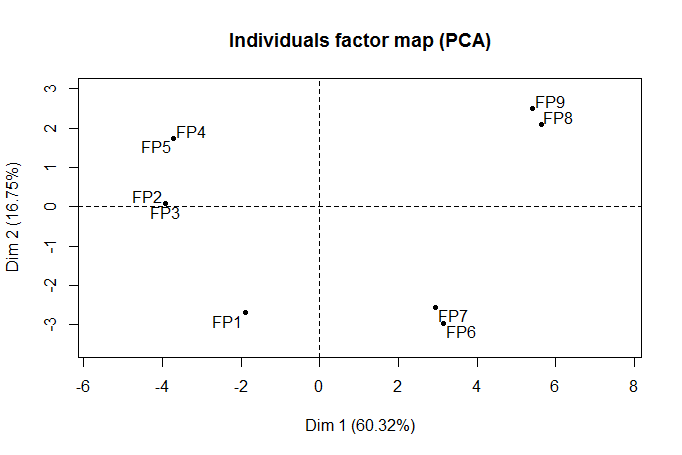 Individuals factor map (PCA)
3
2
1
0
-1
-2
-3
Dim 2 (16.75%)
FP9
FP8
FP4
FP5
FP2
FP3
FP1
FP7
FP6
-6 -4 -2 0 2 4 6 8
Dim 1 (60.32%)